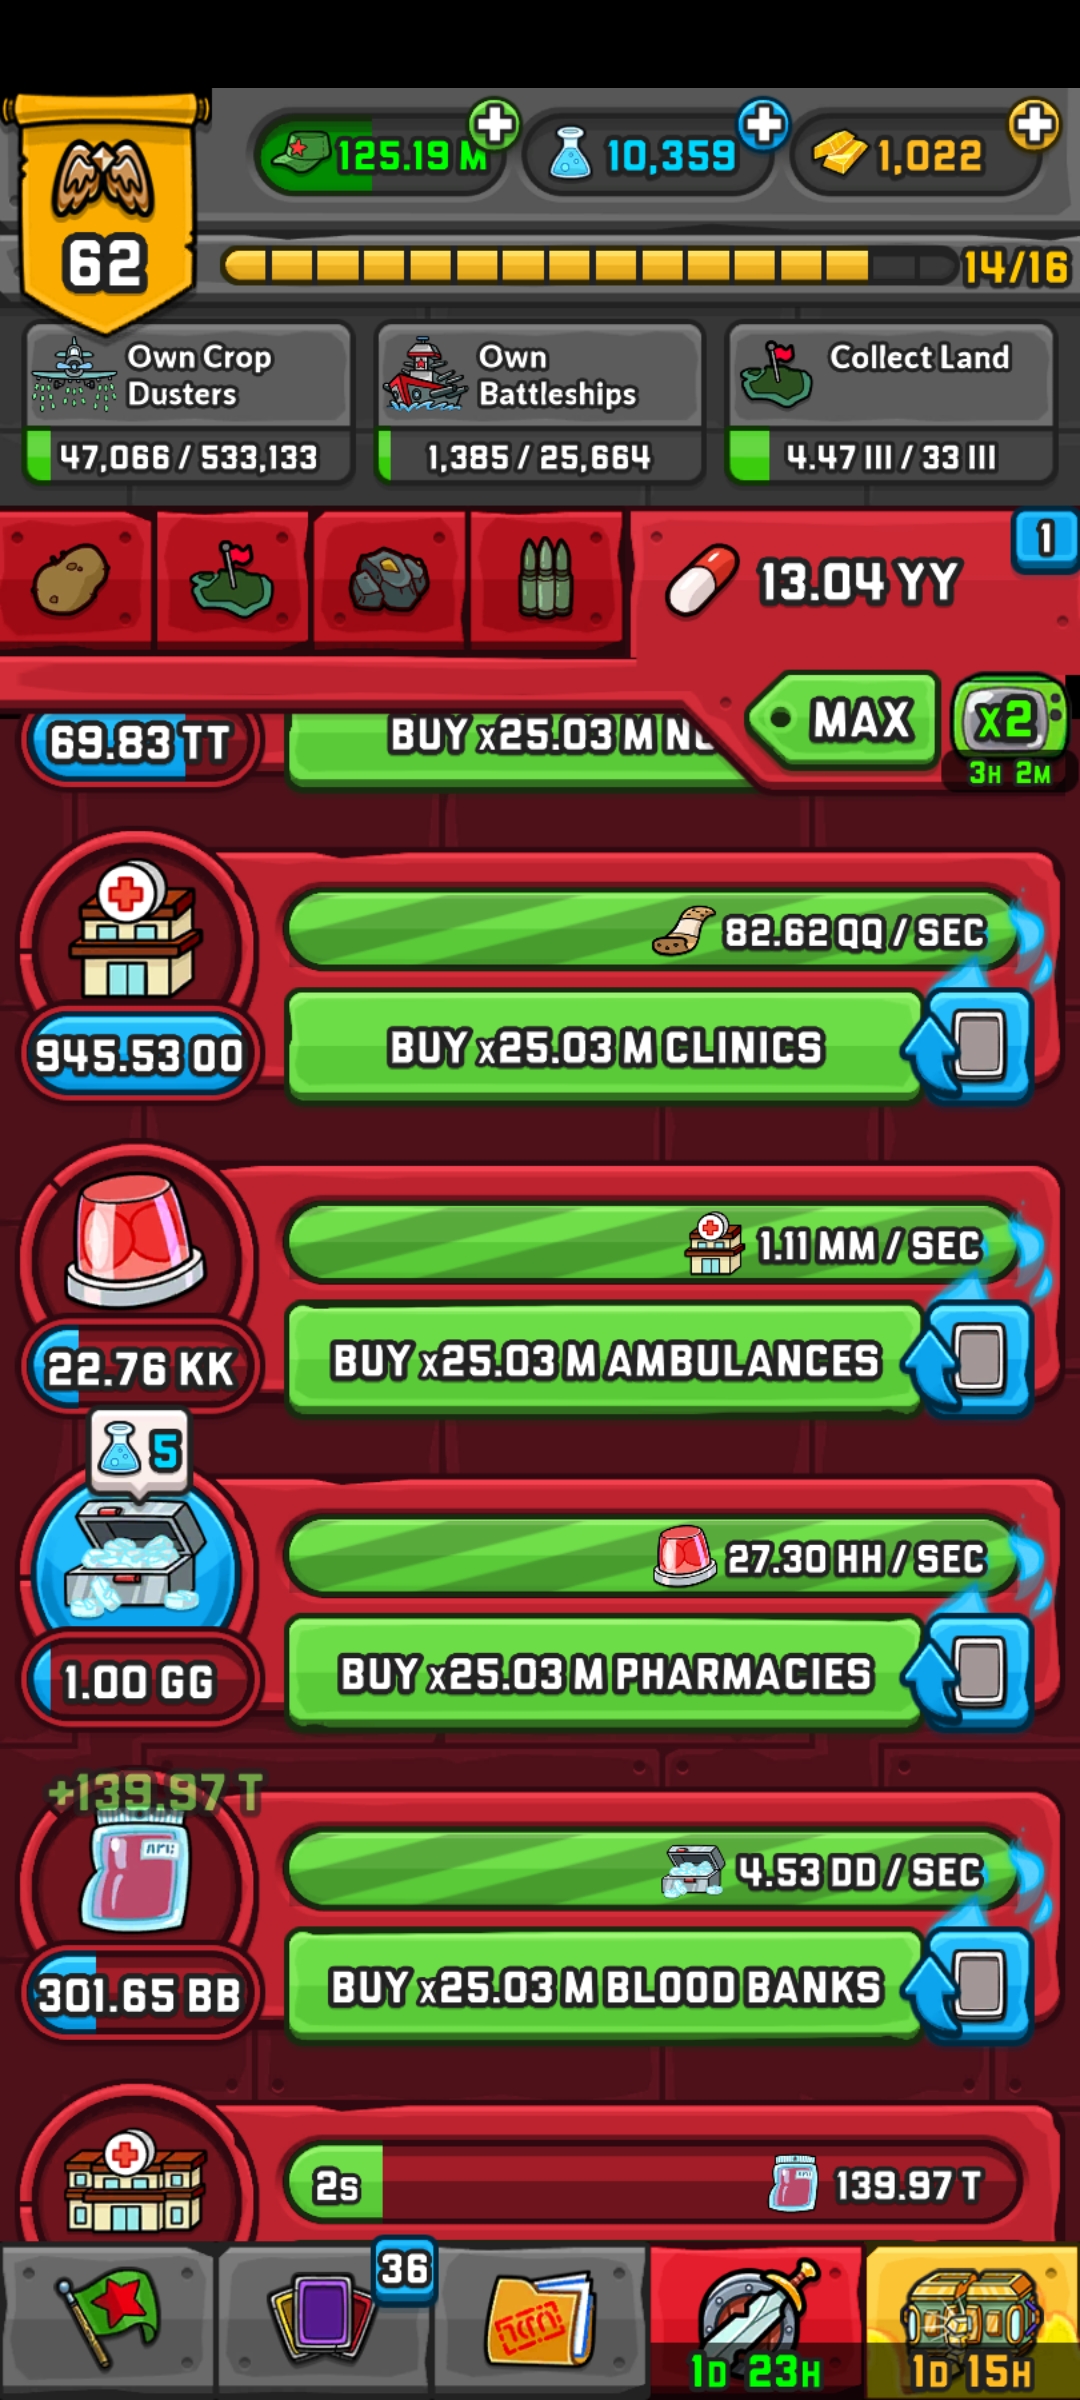 125.19 M
10,359
1,022
62
14/16
Own Crop Dusters
47,066 / 533,133
Own Battleships
1,385 / 25,664
Collect Land
4.47 III / 33 III
13.04 YY
1
MAX
x2
3H 2M
69.83 TT
BUY x25.03 M
82.62 QQ / SEC
945.53 OO
BUY x25.03 M CLINICS
1.11 MM / SEC
22.76 KK
BUY x25.03 M AMBULANCES
5
27.30 HH / SEC
1.00 GG
BUY x25.03 M PHARMACIES
+139.97 T
4.53 DD / SEC
301.65 BB
BUY x25.03 M BLOOD BANKS
2s
139.97 T
36
1D 23H
1D 15H